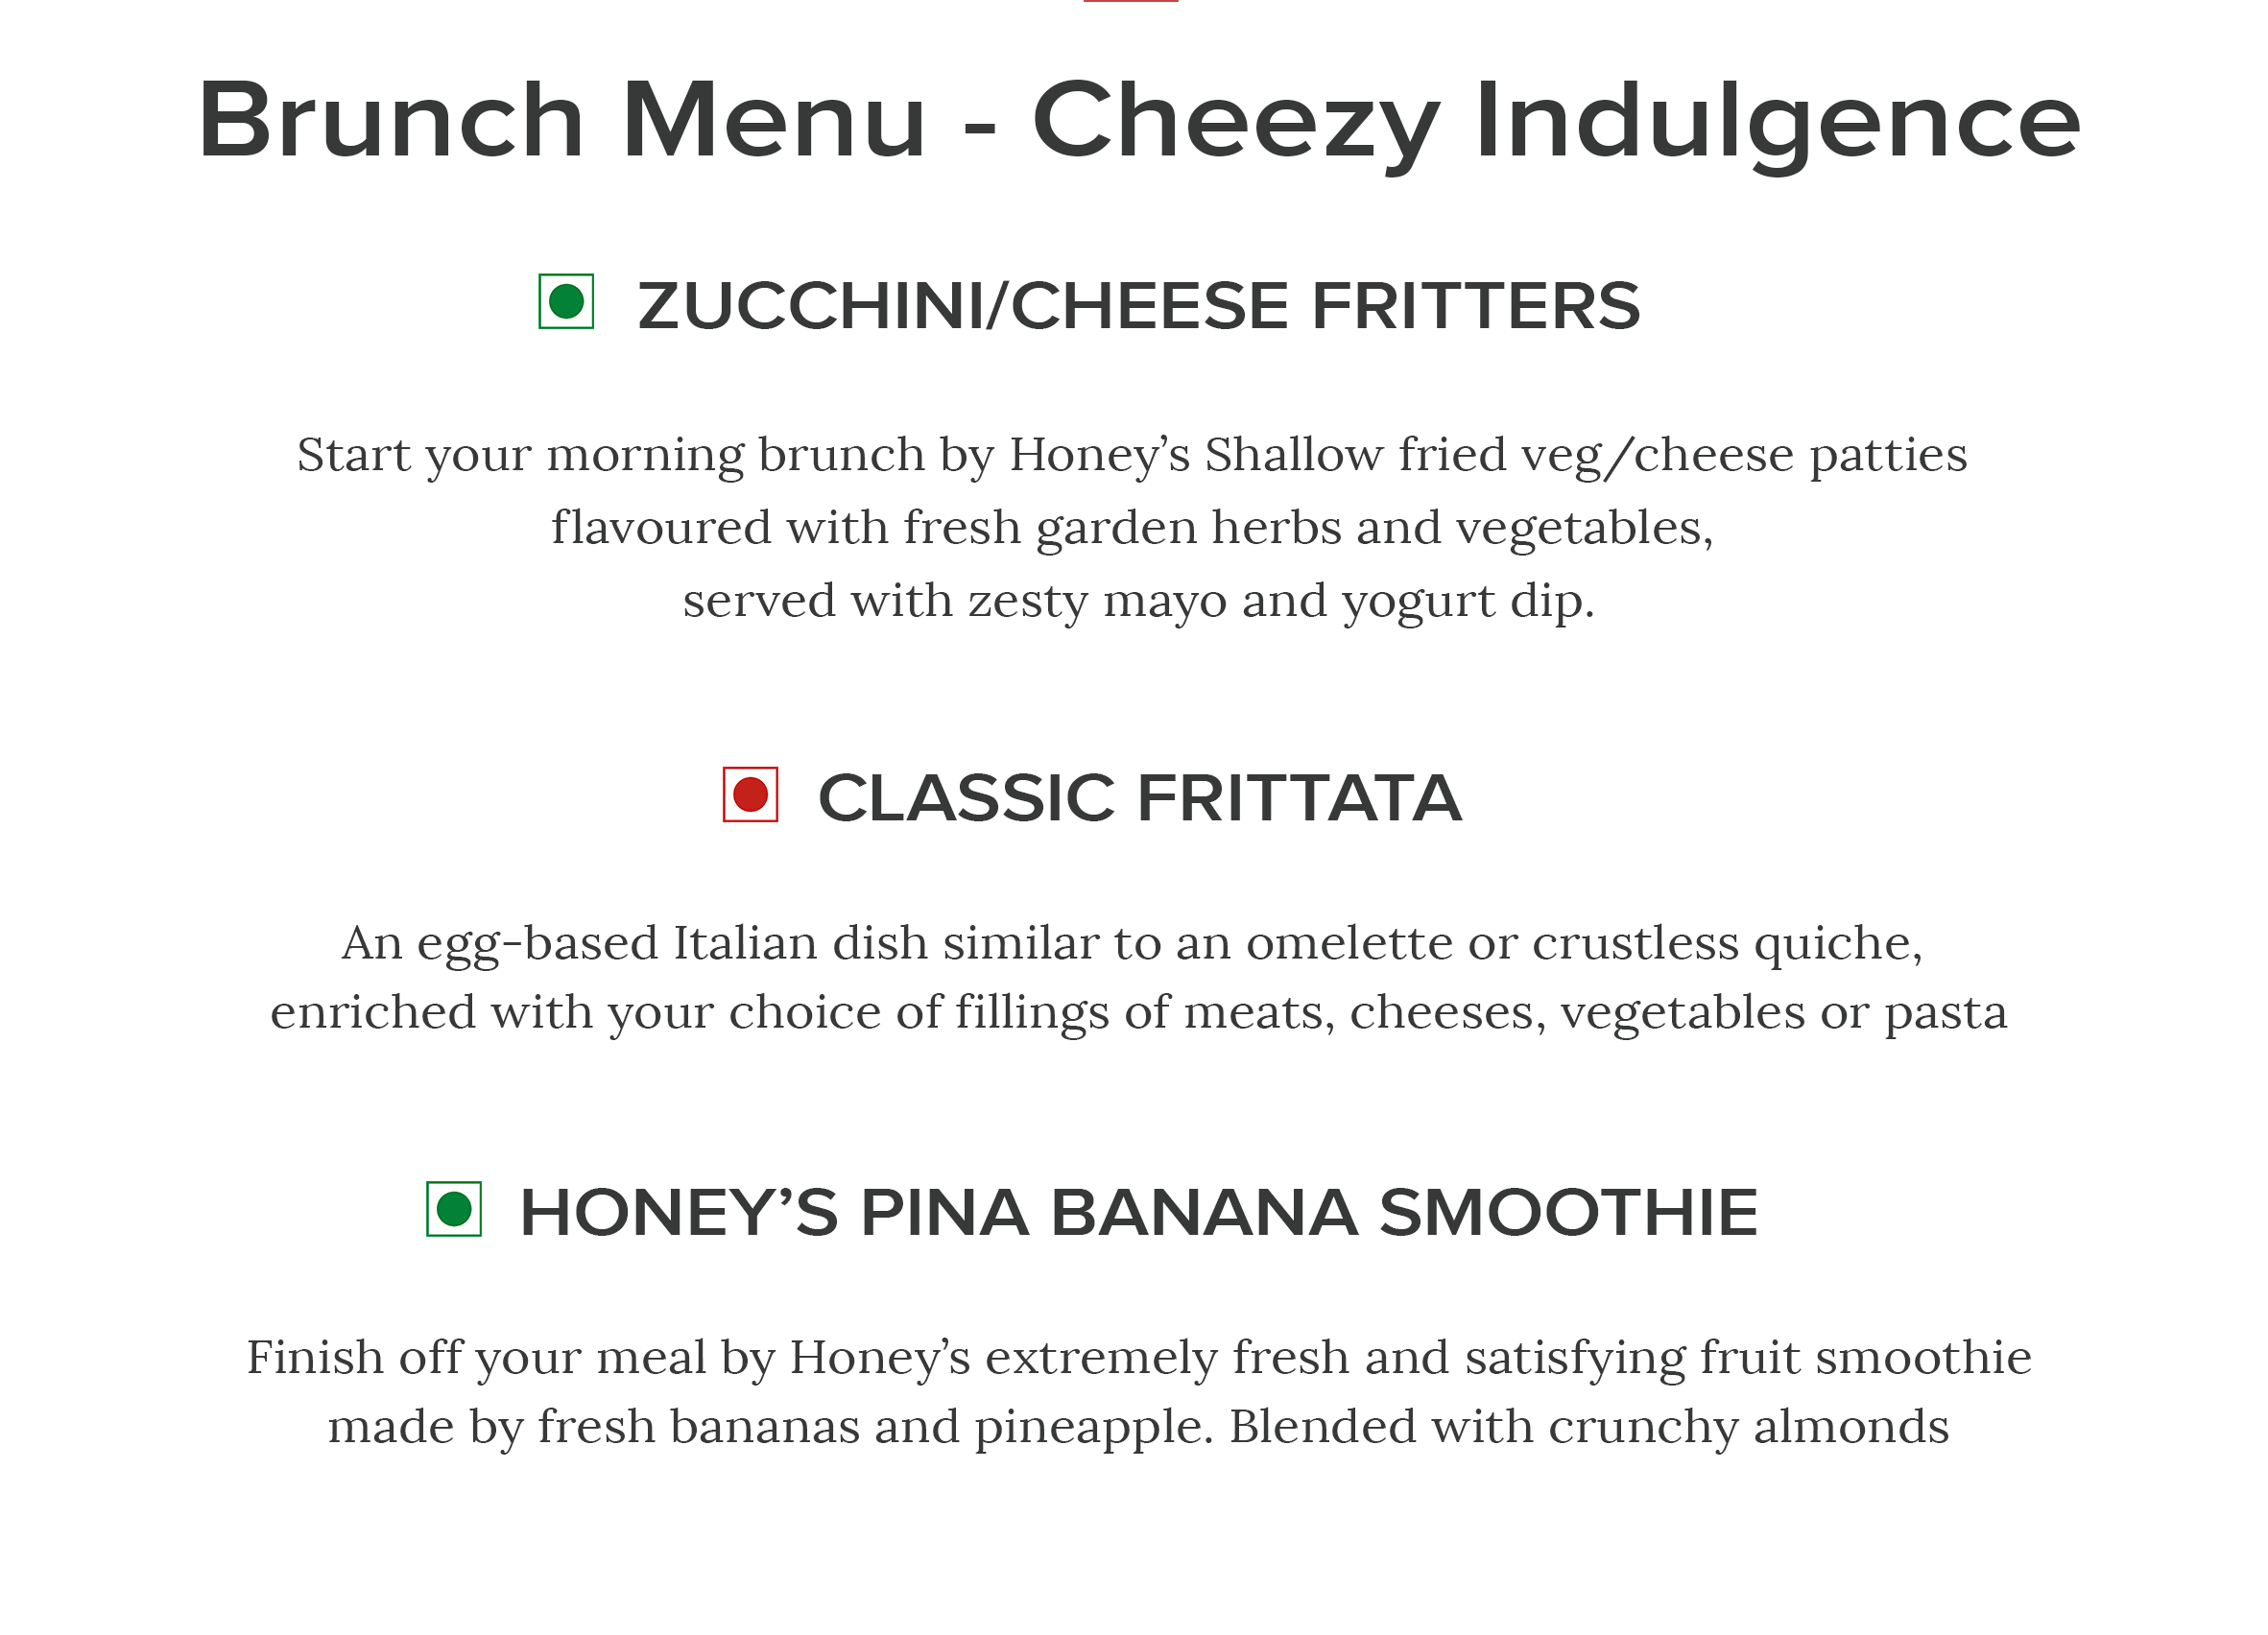 Brunch Menu - Cheezy Indulgence
ZUCCHINI/CHEESE FRITTERS
Start your morning brunch by Honey’s Shallow fried veg/cheese patties
flavoured with fresh garden herbs and vegetables,
served with zesty mayo and yogurt dip.
CLASSIC FRITTATA
An egg-based Italian dish similar to an omelette or crustless quiche,
enriched with your choice of fillings of meats, cheeses, vegetables or pasta
HONEY’S PINA BANANA SMOOTHIE
Finish off your meal by Honey’s extremely fresh and satisfying fruit smoothie
made by fresh bananas and pineapple. Blended with crunchy almonds